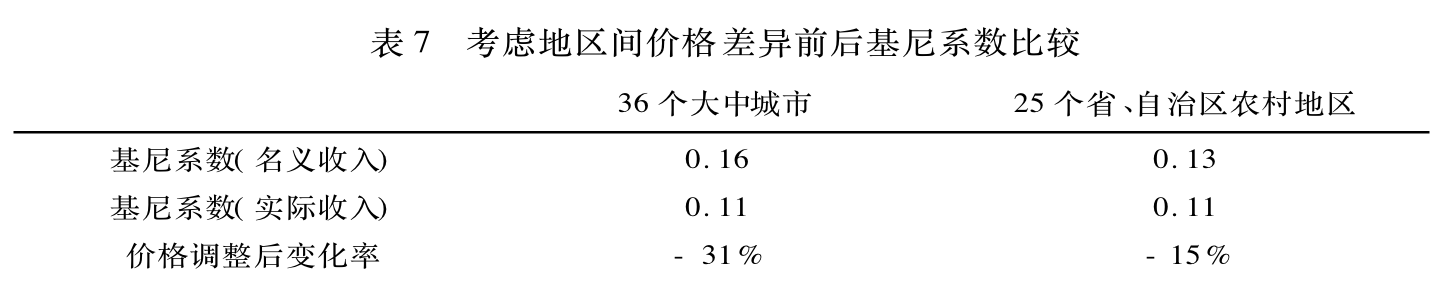 表 7 考虑地区间价格差异前后基尼系数比较
36 个大中城市 25 个省、自治区农村地区
基尼系数( 名义收入) 0. 16 0. 13
基尼系数( 实际收入) 0. 11 0. 11
价格调整后变化率 - 31% - 15%